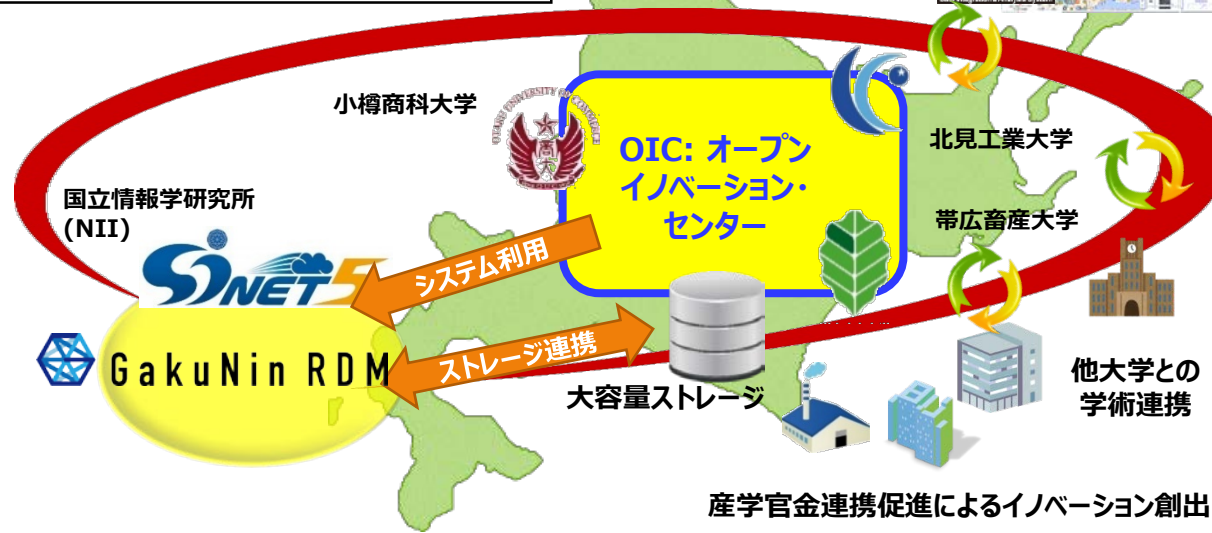 小樽商科大学
OIC: オープン
イノベーション・
センター
北見工業大学
国立情報学研究所
(NII)
帯広畜産大学
SINET5
システム利用
GakuNin RDM
ストレージ連携
大容量ストレージ
他大学との
学術連携
産学官金連携促進によるイノベーション創出